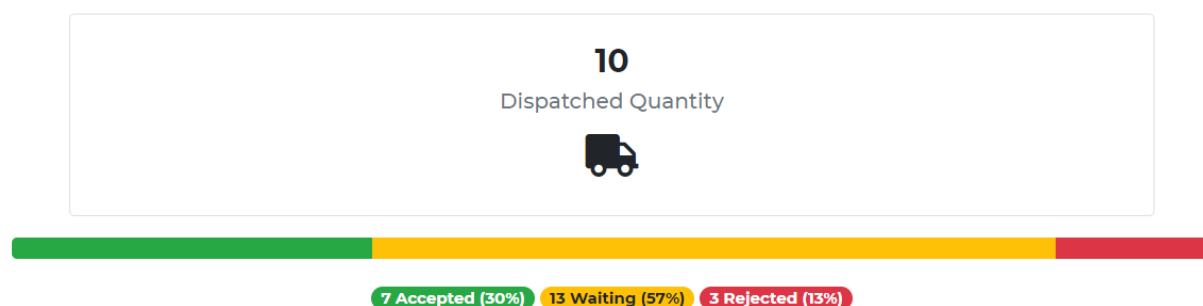 10
Dispatched Quantity
7 Accepted (30%) 13 Waiting (57%) 3 Rejected (13%)